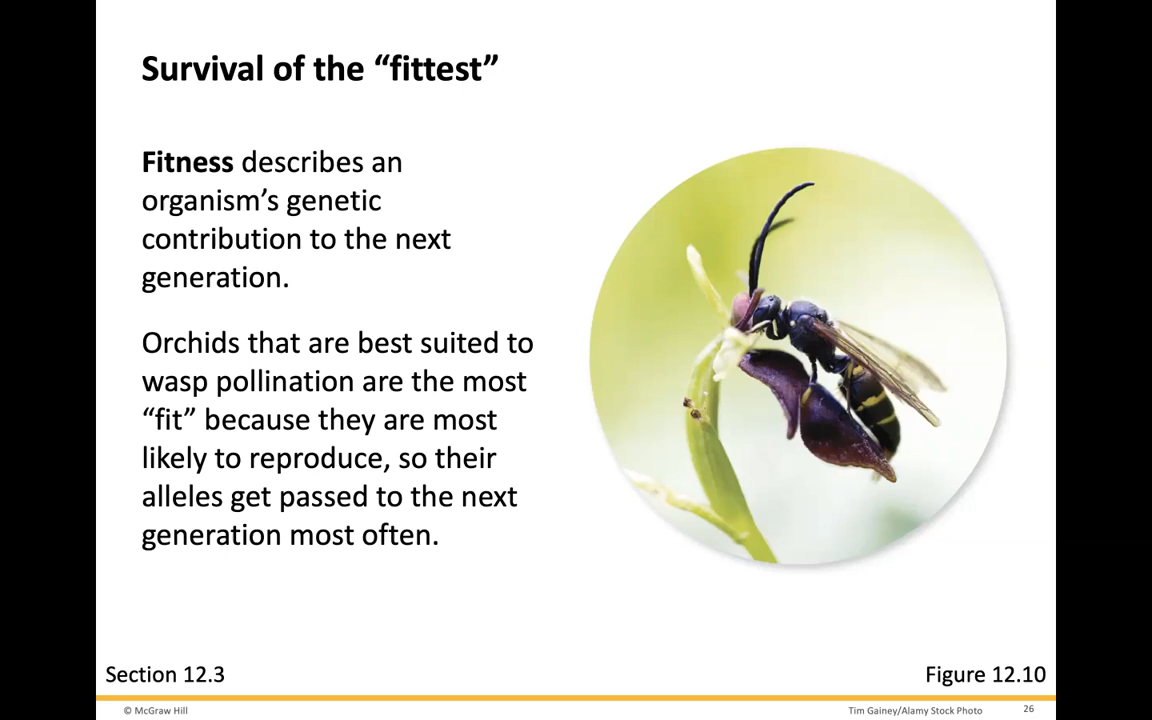 Survival of the “fittest”
Fitness describes an
organism’s genetic
contribution to the next
generation.
Orchids that are best suited to
wasp pollination are the most
“fit” because they are most
likely to reproduce, so their
alleles get passed to the next
generation most often.
Section 12.3
Figure 12.10
© McGraw Hill
Tim Gainey/Alamy Stock Photo
26